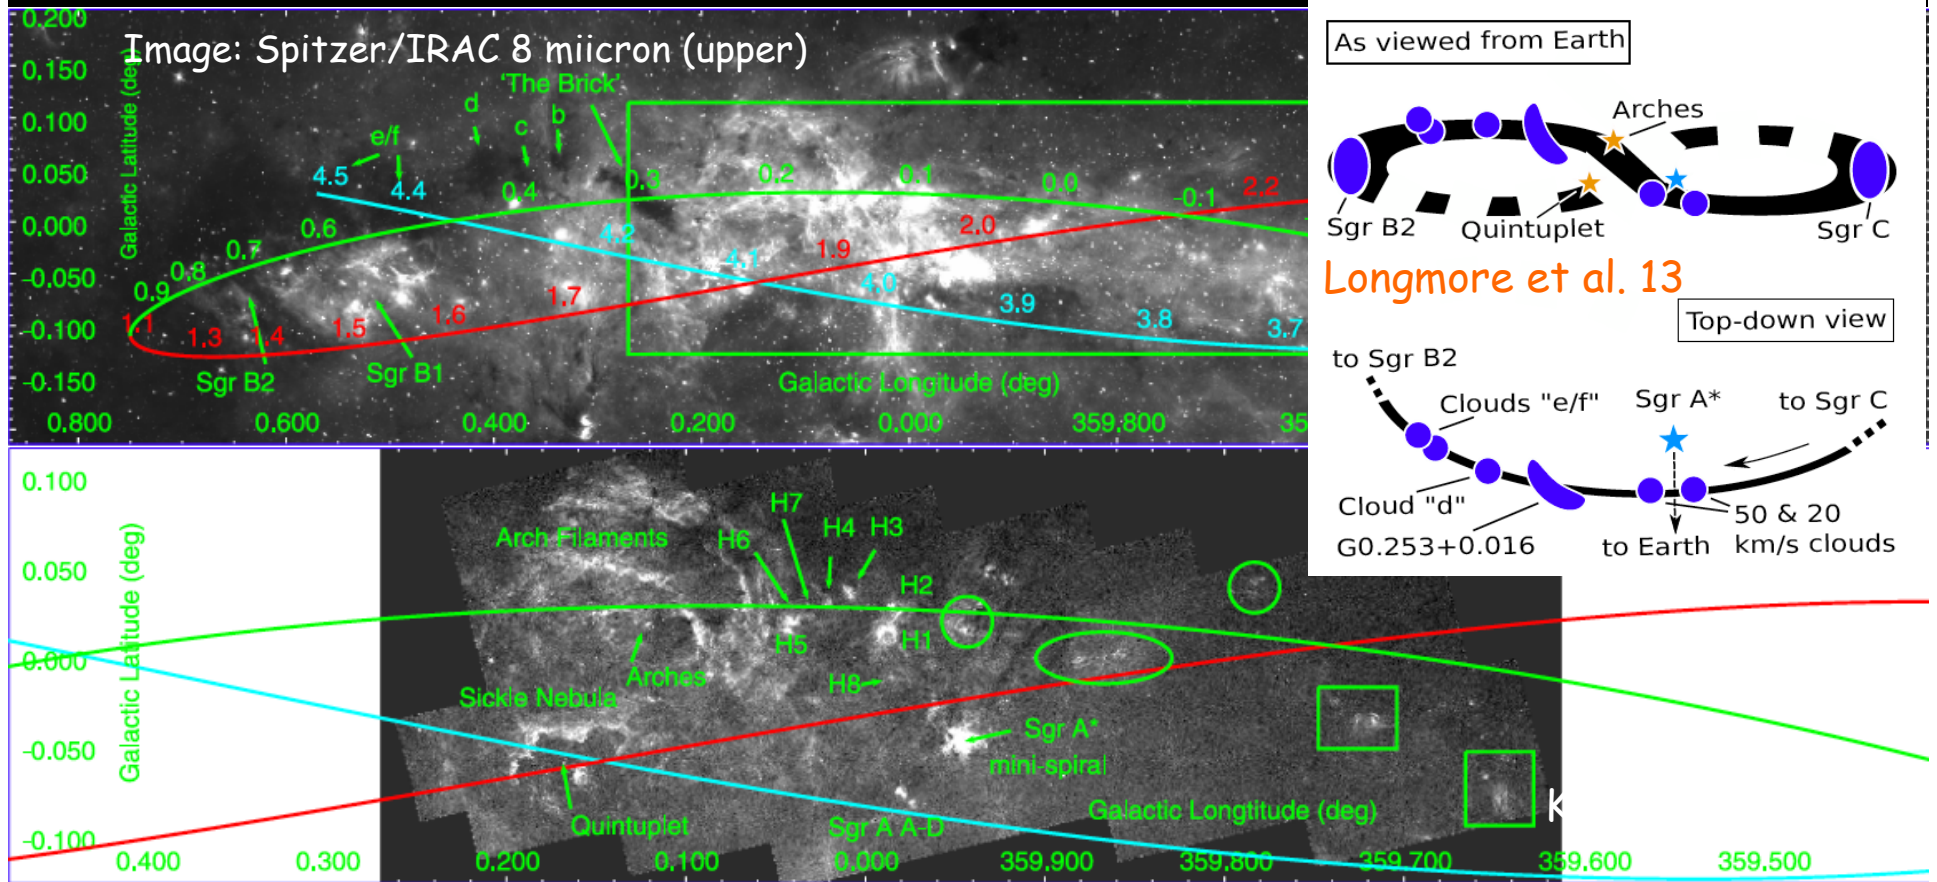 0.200
Image: Spitzer/IRAC 8 miicron (upper)
0.150
'The Brick'
d
0.100
c
b
e/f
0.050
4.5
4.4
0.4
0.3
0.2
0.1
0.0
-0.1
2.2
0.000
0.6
0.7
4.2
1.9
2.0
-0.050
0.8
0.9
4.1
4.0
3.9
3.8
3.7
1.7
1.6
1.5
1.4
1.3
-0.100
-0.150
Sgr B2
Sgr B1
Galactic Latitude (deg)
Galactic Longitude (deg)
0.800
0.600
0.400
0.200
0.000
359.800
35
As viewed from Earth
Arches
Sgr B2
Quintuplet
Sgr C
Longmore et al. 13
Top-down view
to Sgr B2
Clouds "e/f"
Sgr A*
to Sgr C
Cloud "d"
50 & 20
km/s clouds
G0.253+0.016
to Earth
0.100
0.050
0.000
-0.050
-0.100
Galactic Latitude (deg)
Arch Filaments
H7
H6
H4
H3
H2
H5
H1
Arches
H8
Sickle Nebula
Sgr A*
mini-spiral
Quintuplet
Sgr A A-D
Galactic Longtitude (deg)
K
0.400
0.300
0.200
0.100
0.000
359.900
359.800
359.700
359.600
359.500